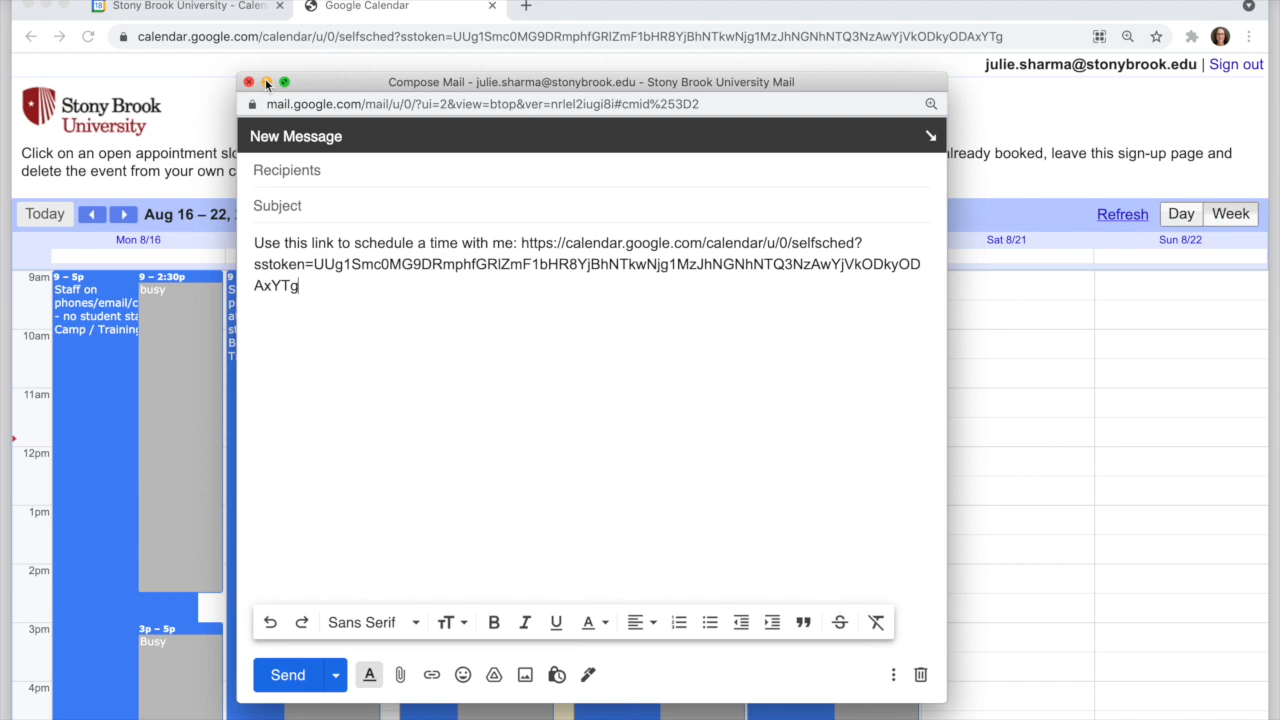 Stony Brook University - Calen
Google Calendar
calendar.google.com/calendar/u/0/selfsched?sstoken=UUg1Smc0MG9DRmphfGRlZmF1bHR8YjBhNTkwNjg1MzJhNGNhNTQ3NzAwYjVkODkyODAxYTg
julie.sharma@stonybrook.edu | Sign out
Stony Brook
University
Click on an open appointment slo
already booked, leave this sign-up page and
delete the event from your own c
Today
Aug 16 – 22,
Refresh
Day
Week
Mon 8/16
Sat 8/21
Sun 8/22
9am
10am
11am
12pm
1pm
2pm
3pm
4pm
9 – 5p
Staff on
phones/email/c
- no student sta
Camp / Training
9 – 2:30p
busy
3p – 5p
Busy
Compose Mail - julie.sharma@stonybrook.edu - Stony Brook University Mail
mail.google.com/mail/u/0/?ui=2&view=btop&ver=nrlel2iugi8i#cmid%253D2
New Message
Recipients
Subject
Use this link to schedule a time with me: https://calendar.google.com/calendar/u/0/selfsched?
sstoken=UUg1Smc0MG9DRmphfGRlZmF1bHR8YjBhNTkwNjg1MzJhNGNhNTQ3NzAwYjVkODkyOD
AxYTg
Sans Serif
Send